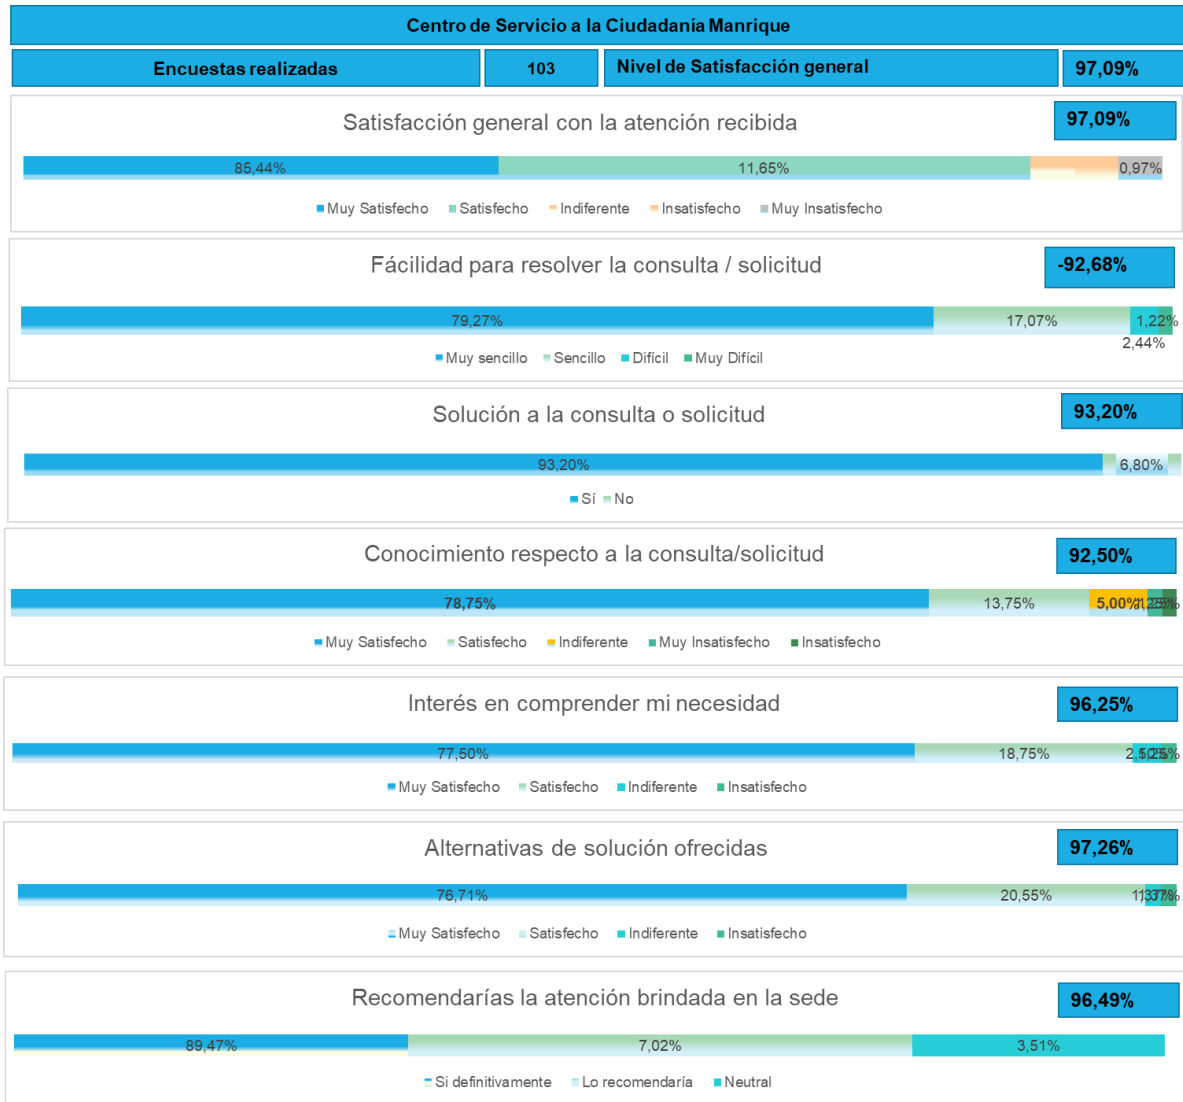 Centro de Servicio a la Ciudadanía Manrique
Encuestas realizadas 103 Nivel de Satisfacción general 97,09%
Satisfacción general con la atención recibida 97,09%
85,44% 11,65% 0,97%
Muy Satisfecho Satisfecho Indiferente Insatisfecho Muy Insatisfecho
Fácilidad para resolver la consulta / solicitud -92,68%
79,27% 17,07% 1,22%
2,44%
Muy sencillo Sencillo Difícil Muy Difícil
Solución a la consulta o solicitud 93,20%
93,20% 6,80%
Sí No
Conocimiento respecto a la consulta/solicitud 92,50%
78,75% 13,75% 5,00%
Muy Satisfecho Satisfecho Indiferente Muy Insatisfecho Insatisfecho
Interés en comprender mi necesidad 96,25%
77,50% 18,75%
Muy Satisfecho Satisfecho Indiferente Insatisfecho
Alternativas de solución ofrecidas 97,26%
76,71% 20,55%
Muy Satisfecho Satisfecho Indiferente Insatisfecho
Recomendarías la atención brindada en la sede 96,49%
89,47% 7,02% 3,51%
Si definitivamente Lo recomendaría Neutral